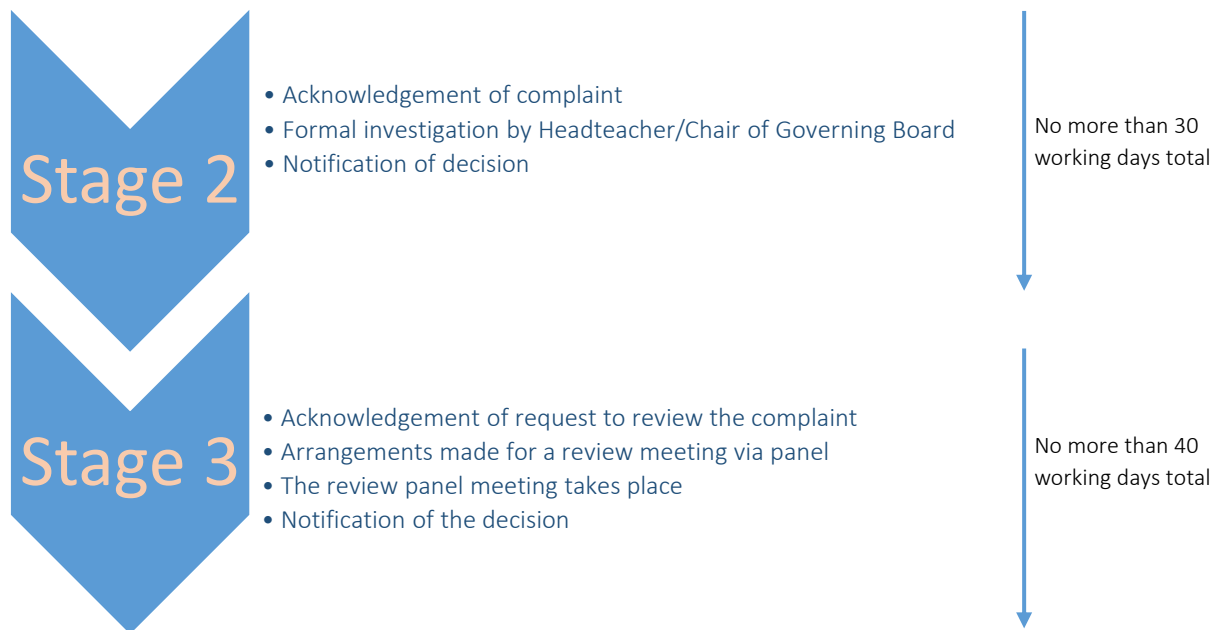 Stage 2
• Acknowledgement of complaint
• Formal investigation by Headteacher/Chair of Governing Board
• Notification of decision
No more than 30
working days total
Stage 3
• Acknowledgement of request to review the complaint
• Arrangements made for a review meeting via panel
• The review panel meeting takes place
• Notification of the decision
No more than 40
working days total